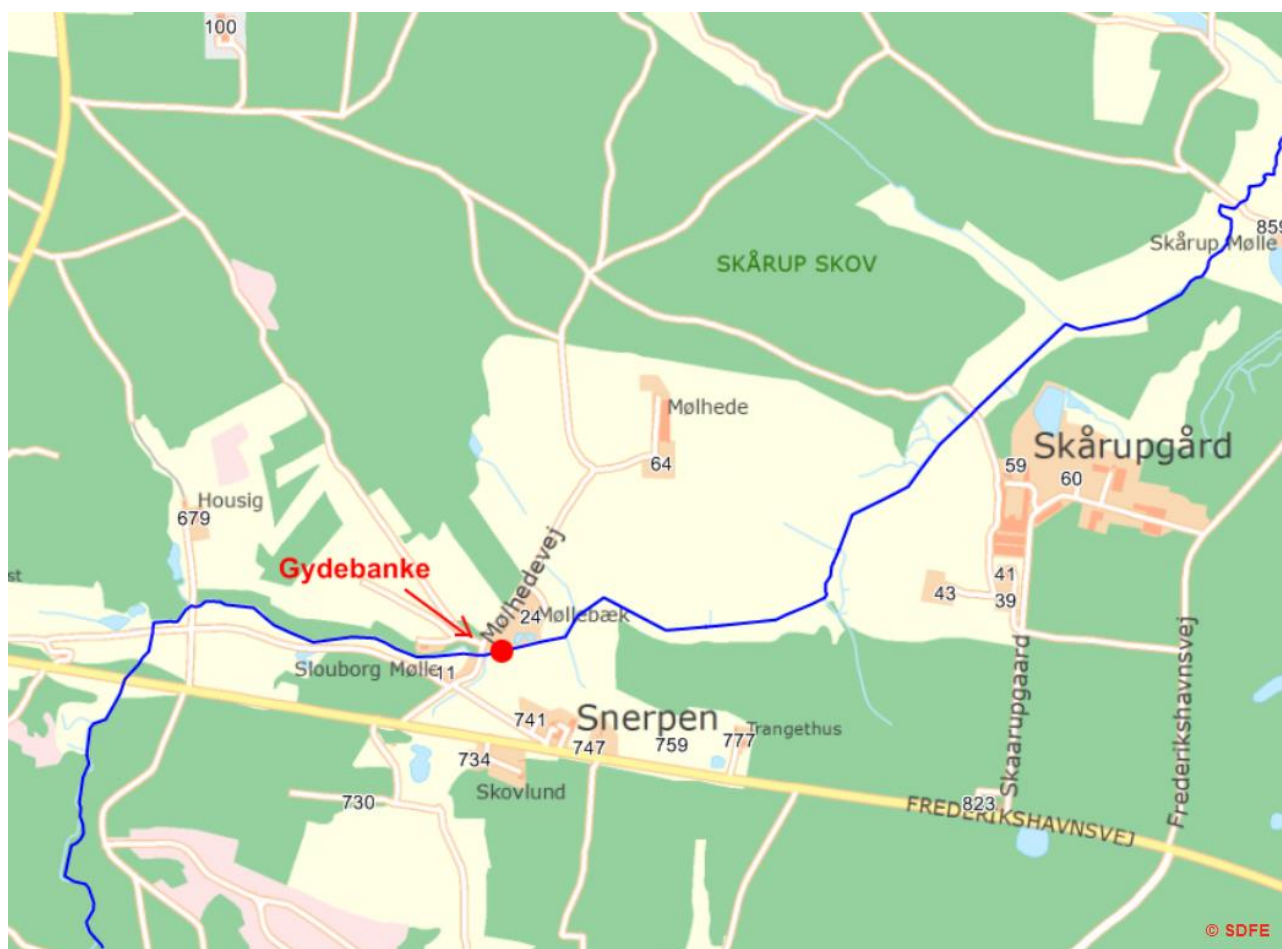 100
859
Skårup Mølle
SKÅRUP SKOV
Mølhede
64
Skårupgård
59
60
Housig
679
Gydebanke
Mølhedevej
st
41
43
39
24
Møllebæk
Slouborg Mølle
11
Skaarupgaard
Frederikshavnsvej
741
Snerpen
Trangethus
747
759
777
734
Skovlund
730
823
FREDERIKSHAVNSVEJ
© SDFE